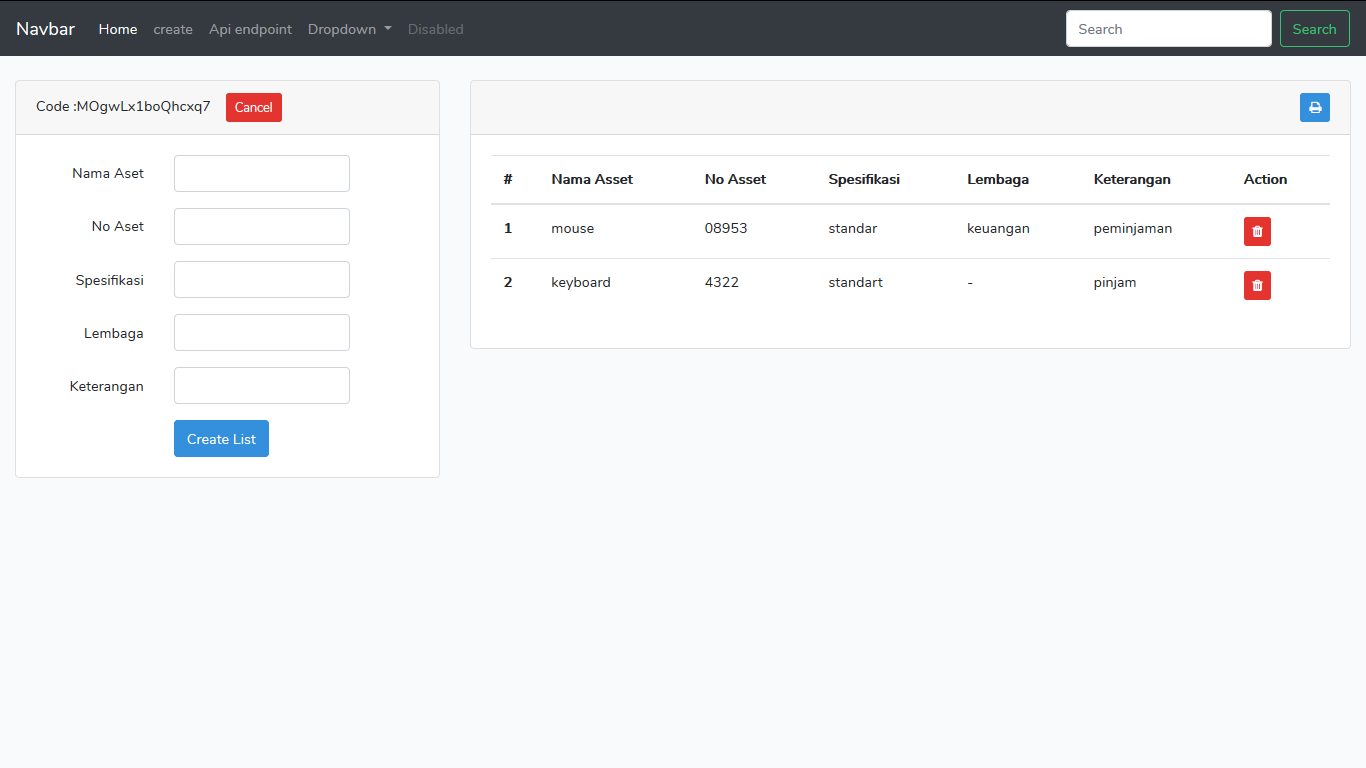 Navbar Home create Api endpoint Dropdown Disabled Search Search
Code :MOgwLx1boQhcxq7 Cancel
Nama Aset
No Aset
Spesifikasi
Lembaga
Keterangan
Create List
# Nama Asset No Asset Spesifikasi Lembaga Keterangan Action
1 mouse 08953 standar keuangan peminjaman
2 keyboard 4322 standart - pinjam